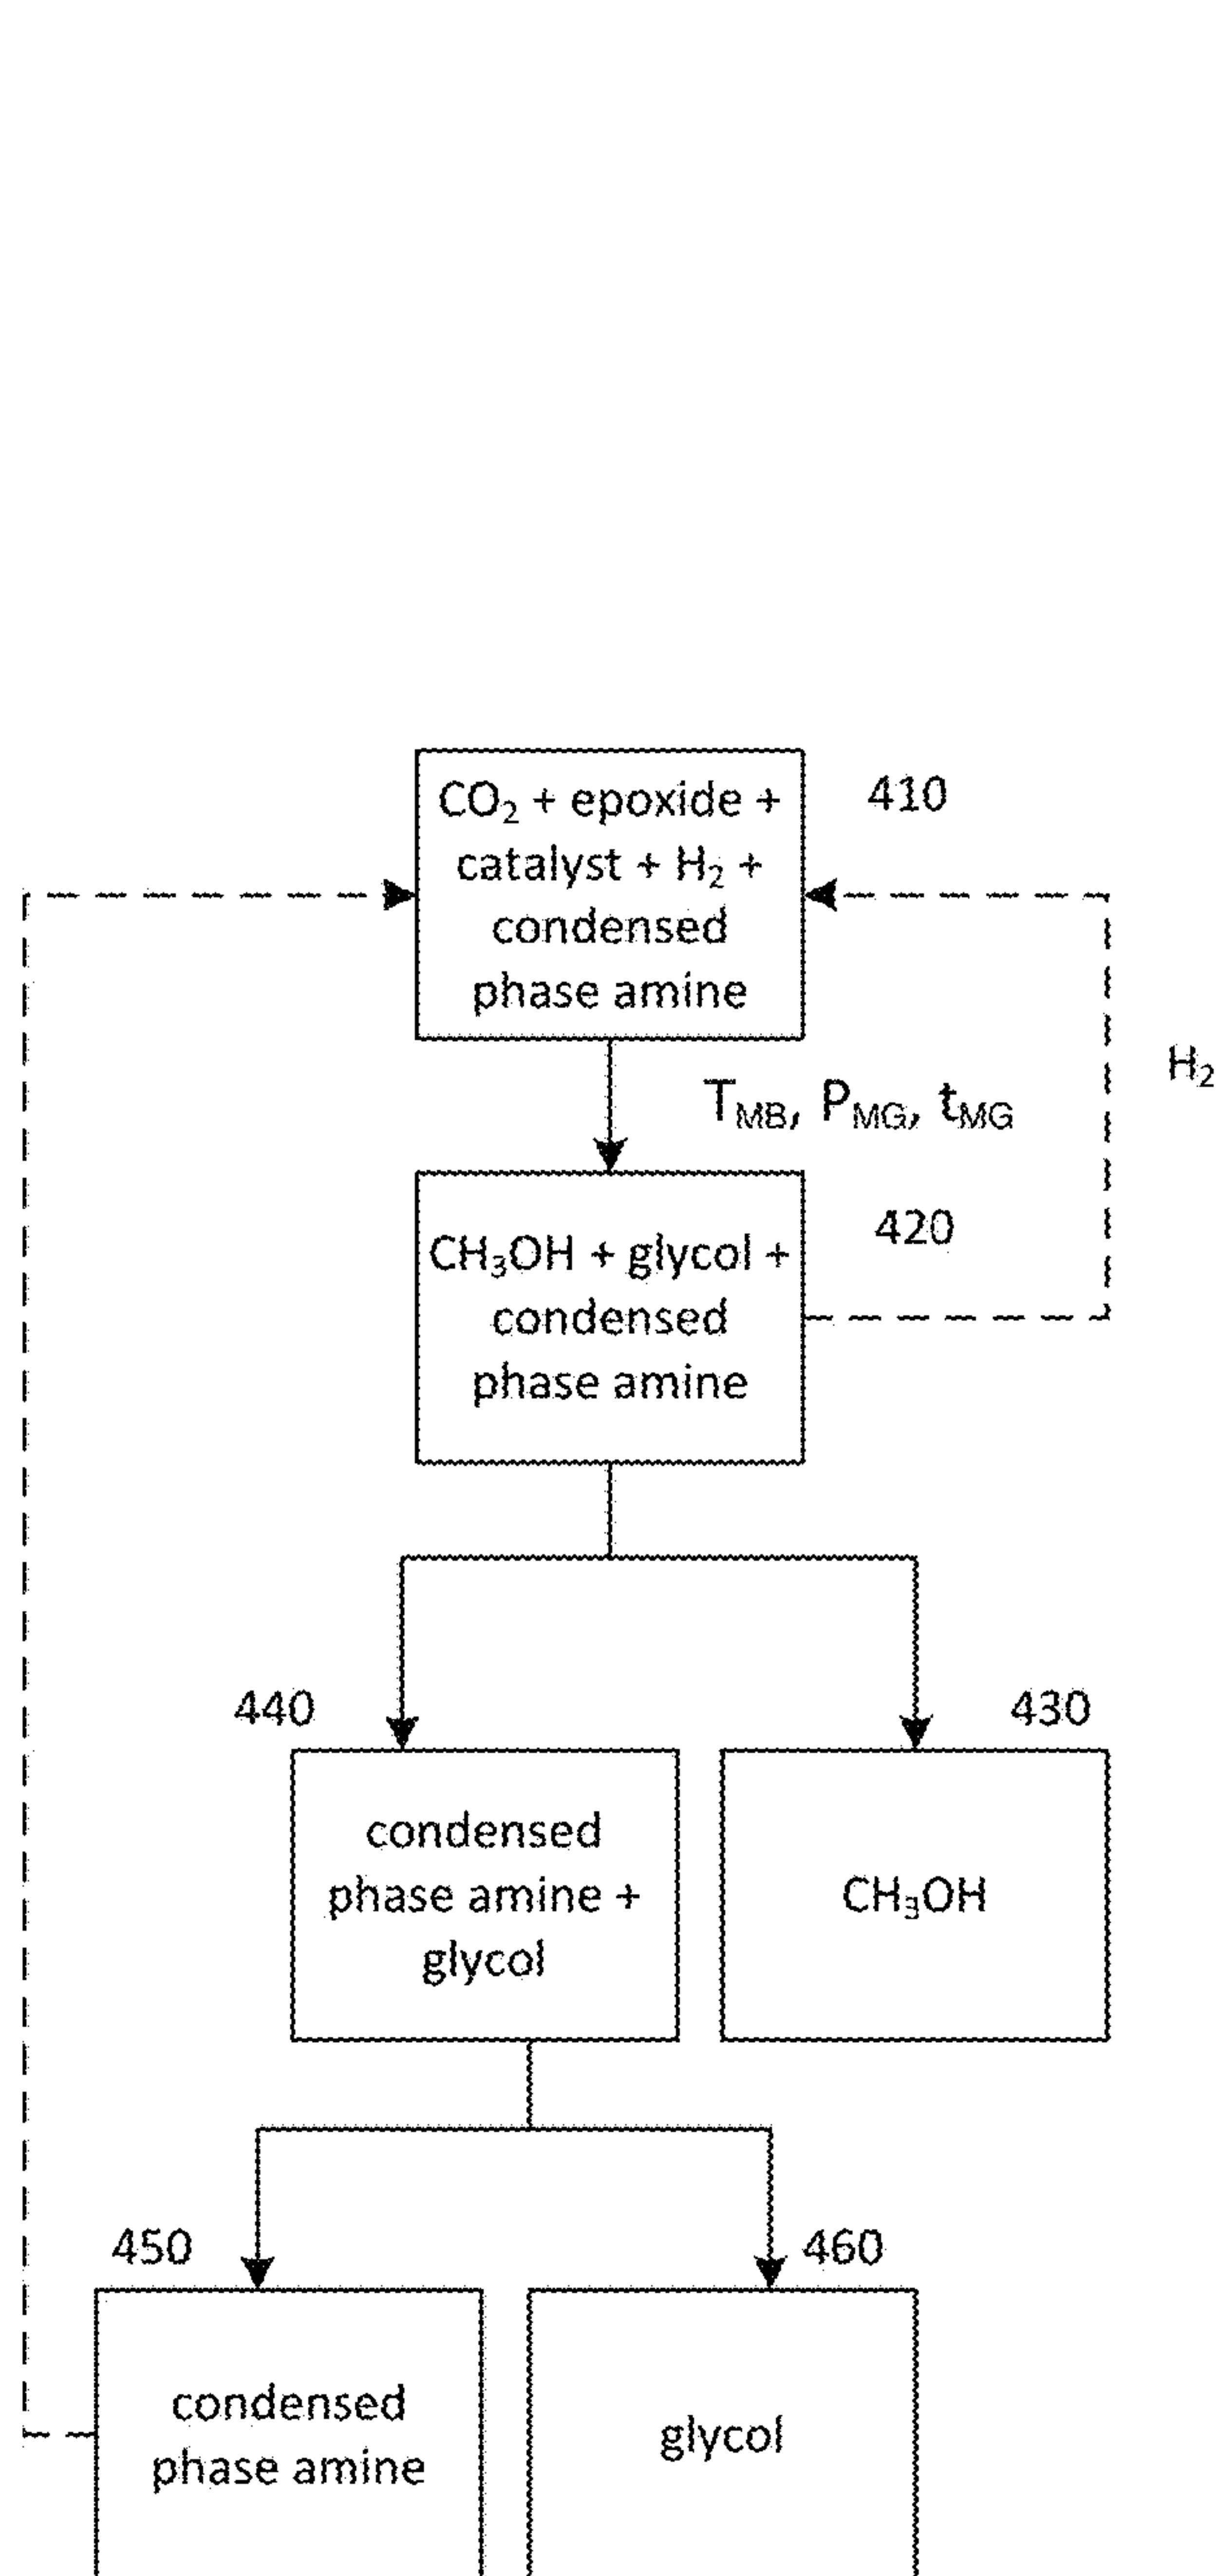 CO₂ + epoxide +
catalyst + H₂ +
condensed
phase amine
410
H₂
T_MB, P_MG, t_MG
CH₃OH + glycol +
condensed
phase amine
420
440
430
condensed
phase amine +
glycol
CH₃OH
450
460
condensed
phase amine
glycol